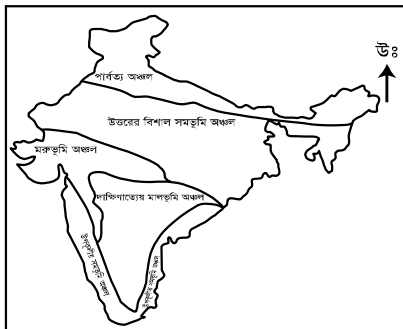 উঃ
পার্বত্য অঞ্চল
উত্তরের বিশাল সমভূমি অঞ্চল
মরুভূমি অঞ্চল
দাক্ষিণাত্যেয় মালভূমি অঞ্চল
উপকূলীয় সমভূমি অঞ্চল
উপকূলীয় সমভূমি অঞ্চল